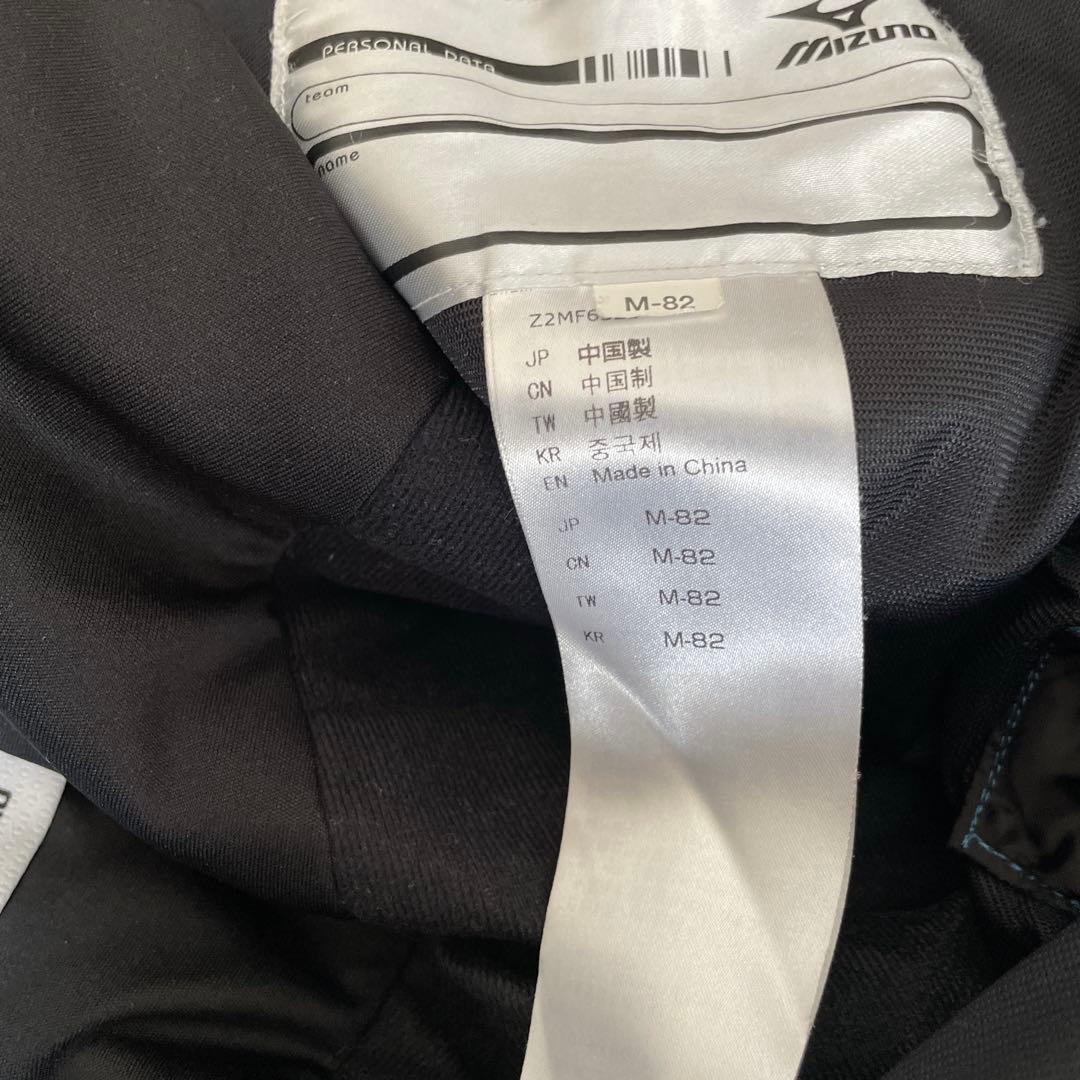 PERSONAL DATA
MIZUNO
team
name
M-82
JP 中国製
CN 中国制
TW 中國製
KR 중국제
EN Made in China
JP M-82
CN M-82
TW M-82
KR M-82